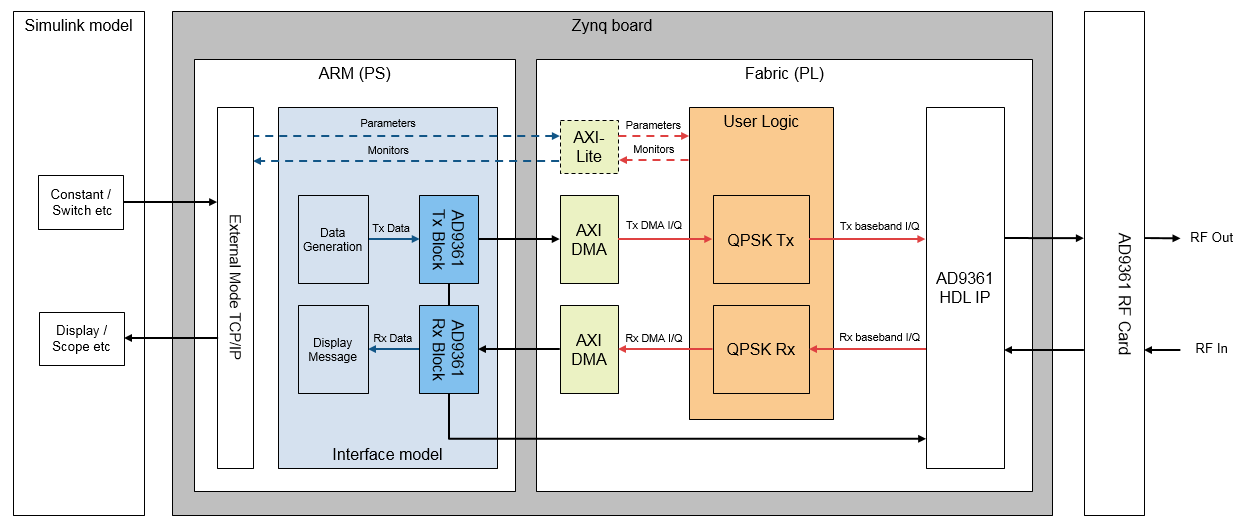 Simulink model
Zynq board
ARM (PS)
Fabric (PL)
Parameters
Monitors
AXI-
Lite
Parameters
Monitors
User Logic
Constant /
Switch etc
External Mode TCP/IP
Data
Generation
Tx Data
AD9361
Tx Block
AXI
DMA
Tx DMA I/Q
QPSK Tx
Tx baseband I/Q
AD9361
HDL IP
AD9361 RF Card
RF Out
Display /
Scope etc
Display
Message
Rx Data
AD9361
Rx Block
AXI
DMA
Rx DMA I/Q
QPSK Rx
Rx baseband I/Q
RF In
Interface model